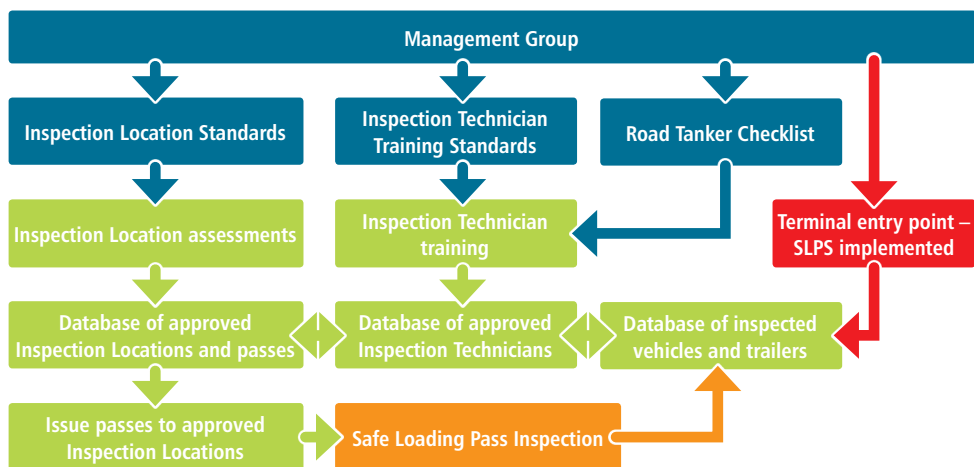 Management Group
Inspection Location Standards
Inspection Technician
Training Standards
Road Tanker Checklist
Inspection Location assessments
Inspection Technician
training
Terminal entry point –
SLPS implemented
Database of approved
Inspection Locations and passes
Database of approved
Inspection Technicians
Database of inspected
vehicles and trailers
Issue passes to approved
Inspection Locations
Safe Loading Pass Inspection